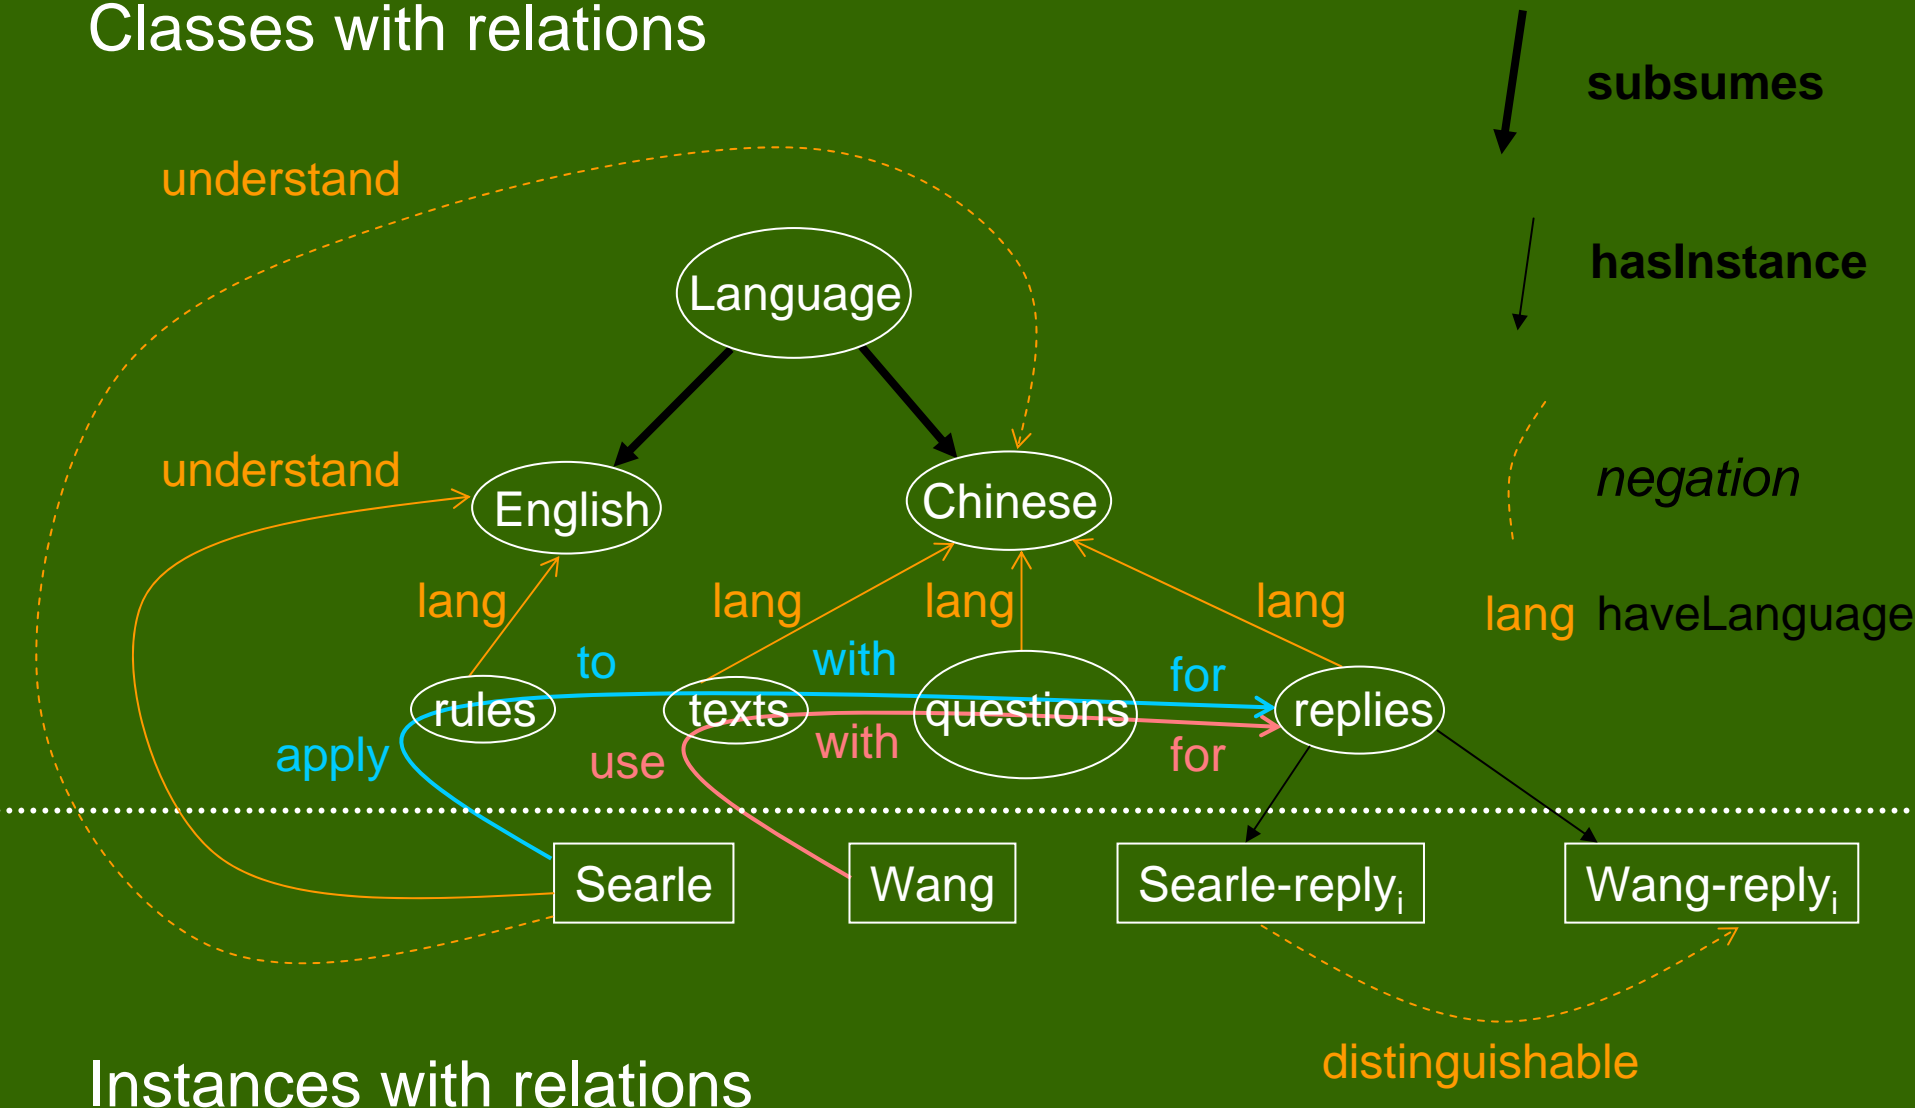 Classes with relations
subsumes
understand
hasInstance
Language
understand
negation
English
Chinese
lang
lang
lang
lang
lang haveLanguage
to
with
for
rules
texts
questions
replies
apply
use
with
for
Searle
Wang
Searle-replyi
Wang-replyi
distinguishable
Instances with relations